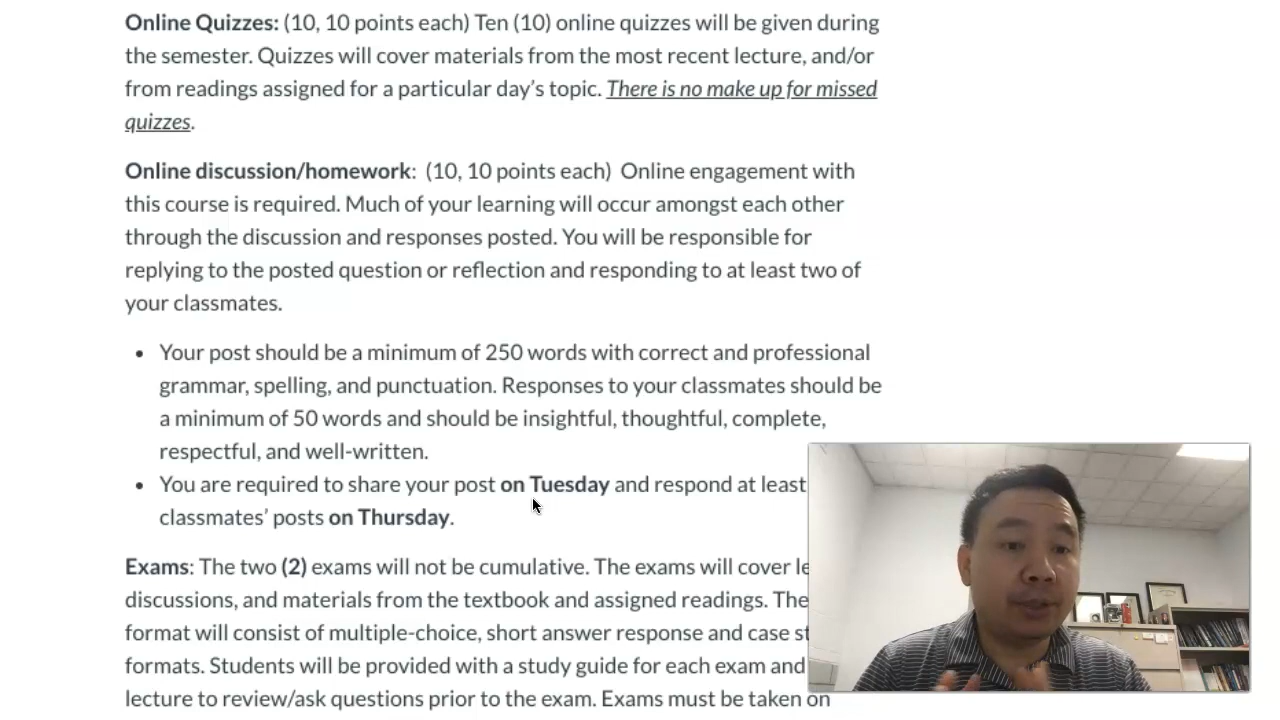 Online Quizzes: (10, 10 points each) Ten (10) online quizzes will be given during
the semester. Quizzes will cover materials from the most recent lecture, and/or
from readings assigned for a particular day’s topic. There is no make up for missed
quizzes.
Online discussion/homework:  (10, 10 points each)  Online engagement with
this course is required. Much of your learning will occur amongst each other
through the discussion and responses posted. You will be responsible for
replying to the posted question or reflection and responding to at least two of
your classmates.
• Your post should be a minimum of 250 words with correct and professional
grammar, spelling, and punctuation. Responses to your classmates should be
a minimum of 50 words and should be insightful, thoughtful, complete,
respectful, and well-written.
• You are required to share your post on Tuesday and respond at least
classmates’ posts on Thursday.
Exams: The two (2) exams will not be cumulative. The exams will cover
discussions, and materials from the textbook and assigned readings. The
format will consist of multiple-choice, short answer response and case
formats. Students will be provided with a study guide for each exam and
lecture to review/ask questions prior to the exam. Exams must be taken on